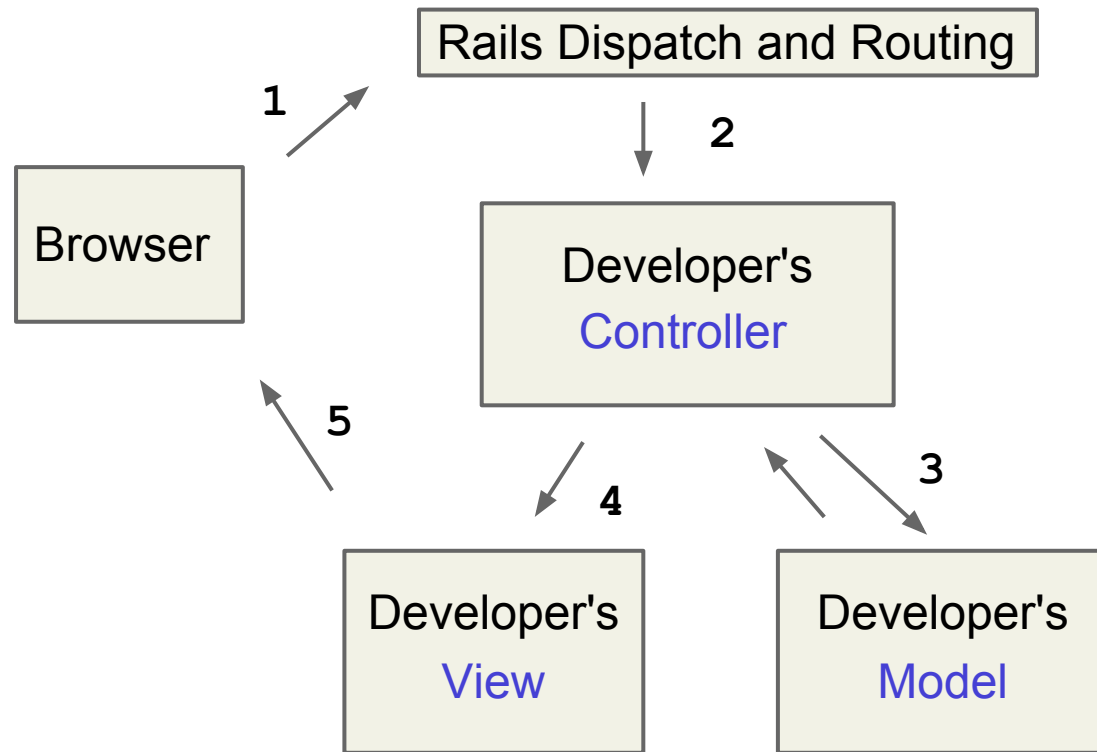 Rails Dispatch and Routing
1
2
Browser
Developer's
Controller
5
3
4
Developer's
View
Developer's
Model